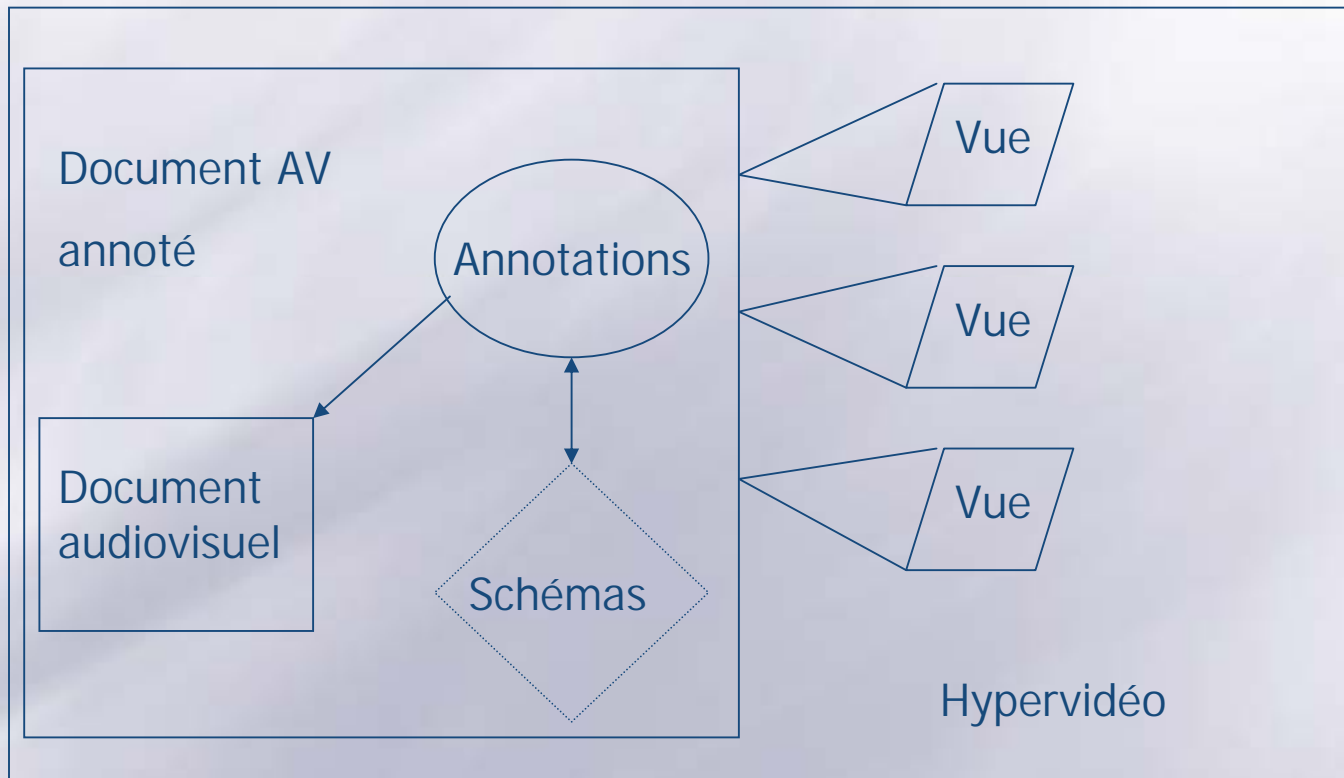 Document AV
annoté
Annotations
Document
audiovisuel
Schémas
Vue
Vue
Vue
Hypervidéo